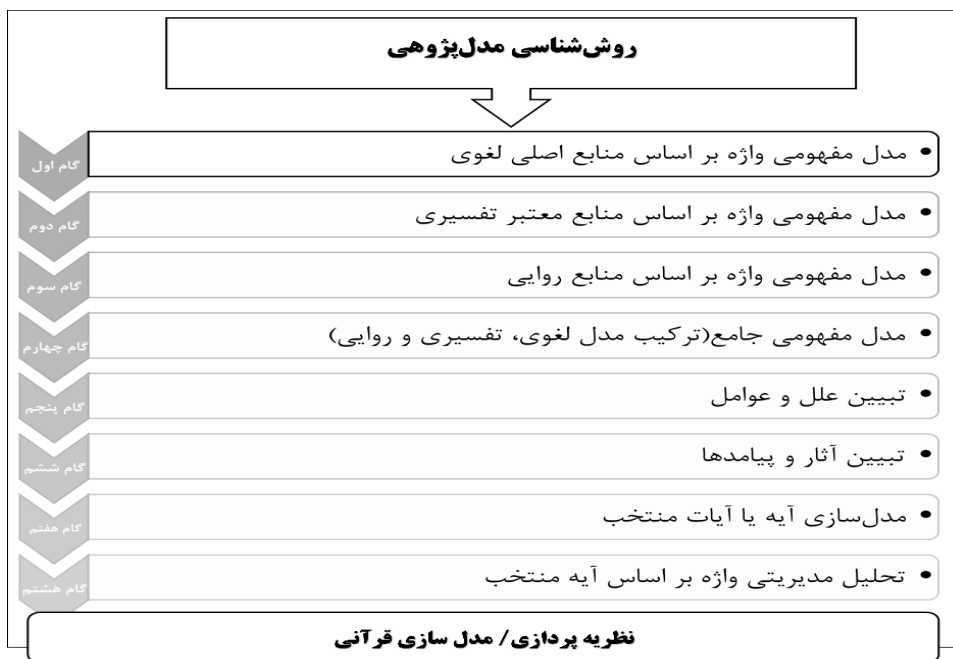 روش‌شناسی مدل‌پژوهی
گام اول
• مدل مفهومی واژه بر اساس منابع اصلی لغوی
گام دوم
• مدل مفهومی واژه بر اساس منابع معتبر تفسیری
گام سوم
• مدل مفهومی واژه بر اساس منابع روایی
گام چهارم
• مدل مفهومی جامع(ترکیب مدل لغوی، تفسیری و روایی)
گام پنجم
• تبیین علل و عوامل
گام ششم
• تبیین آثار و پیامدها
گام هفتم
• مدل‌سازی آیه یا آیات منتخب
گام هشتم
• تحلیل مدیریتی واژه بر اساس آیه منتخب
نظریه پردازی/ مدل سازی قرآنی